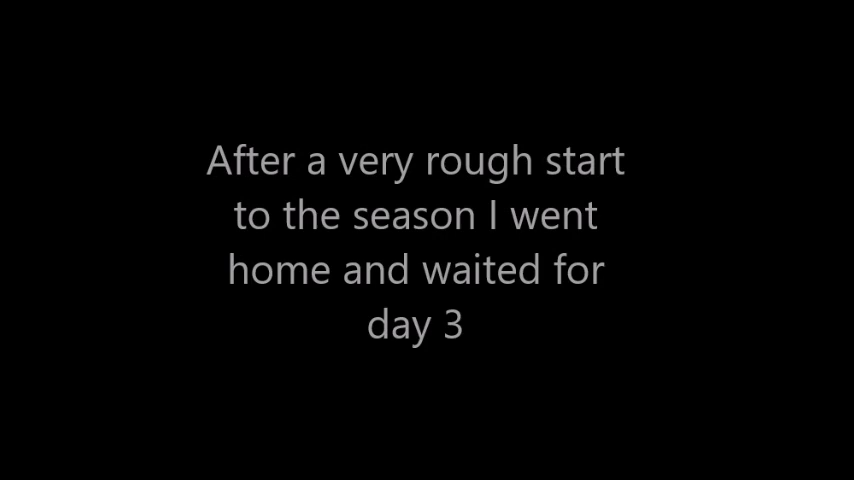 After a very rough start
to the season I went
home and waited for
day 3